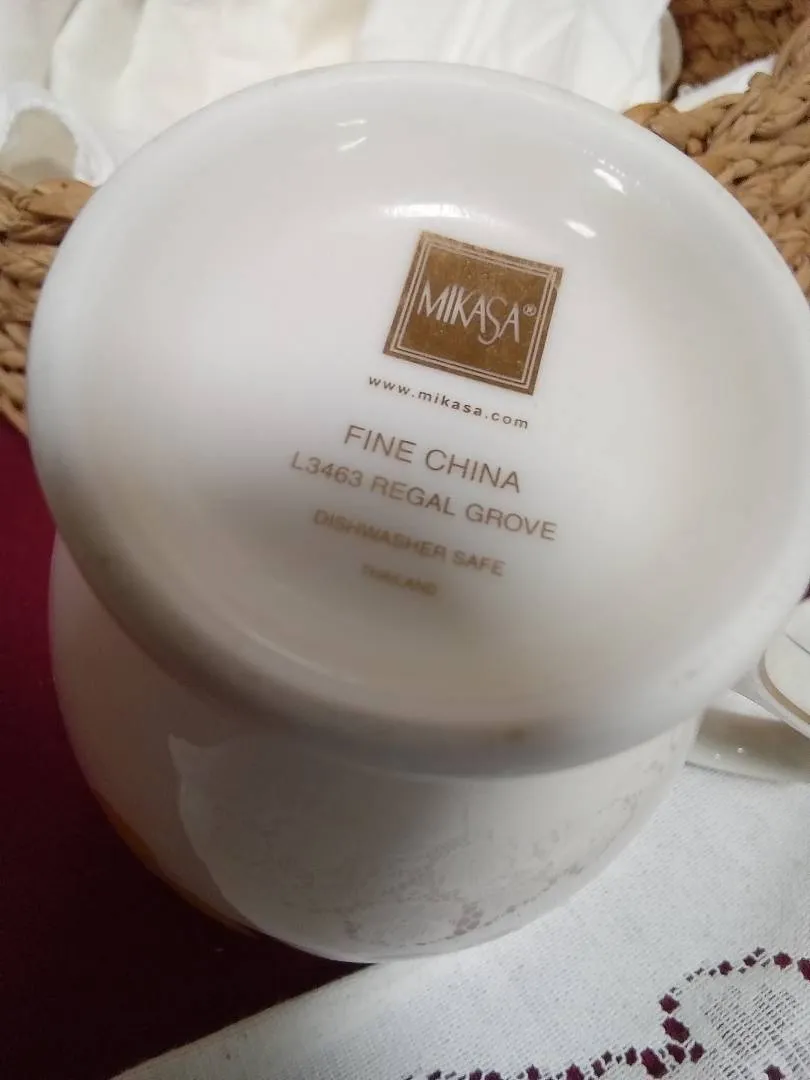 MIKASA®
www.mikasa.com
FINE CHINA
L3463 REGAL GROVE
DISHWASHER SAFE
THAILAND